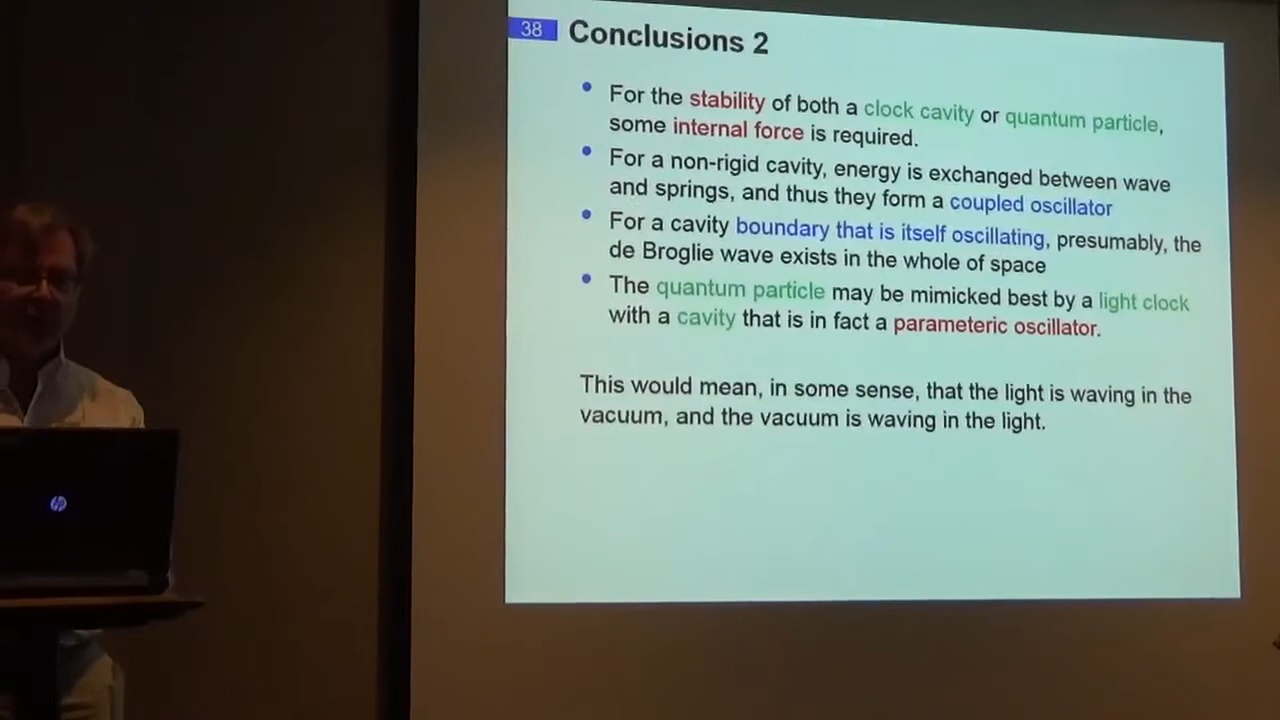 38 Conclusions 2
For the stability of both a clock cavity or quantum particle,
some internal force is required.
For a non-rigid cavity, energy is exchanged between wave
and springs, and thus they form a coupled oscillator
For a cavity boundary that is itself oscillating, presumably, the
de Broglie wave exists in the whole of space
The quantum particle may be mimicked best by a light clock
with a cavity that is in fact a parameteric oscillator.
This would mean, in some sense, that the light is waving in the
vacuum, and the vacuum is waving in the light.
hp